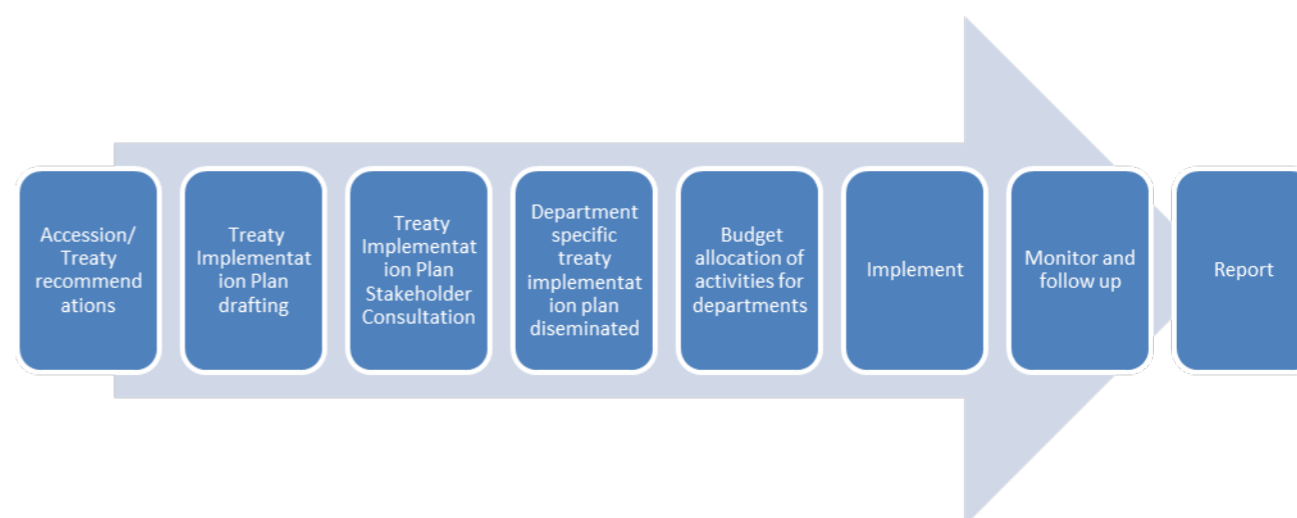 Accession/
Treaty
recommend
ations
Treaty
Implementat
ion Plan
drafting
Treaty
Implementat
ion Plan
Stakeholder
Consultation
Department
specific
treaty
implementat
ion plan
diseminated
Budget
allocation of
activities for
departments
Implement
Monitor and
follow up
Report